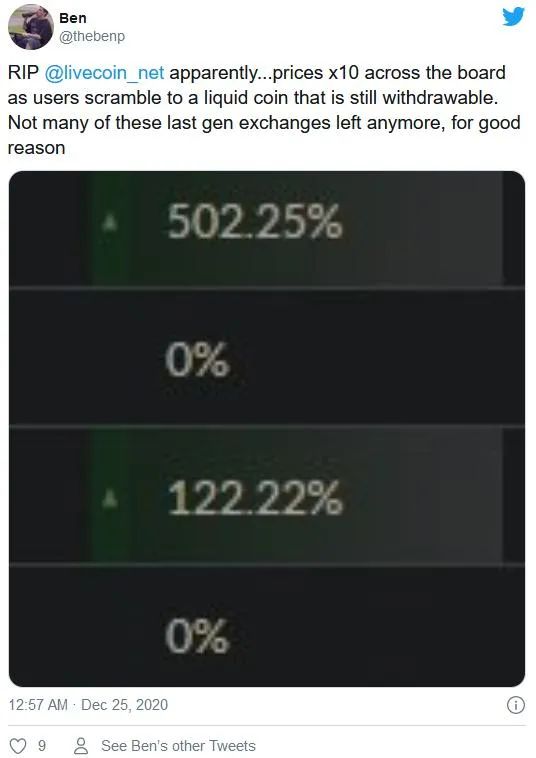 Ben
@thebenp
RIP @livecoin_net apparently...prices x10 across the board
as users scramble to a liquid coin that is still withdrawable.
Not many of these last gen exchanges left anymore, for good
reason
502.25%
0%
122.22%
0%
12:57 AM · Dec 25, 2020
9 See Ben's other Tweets